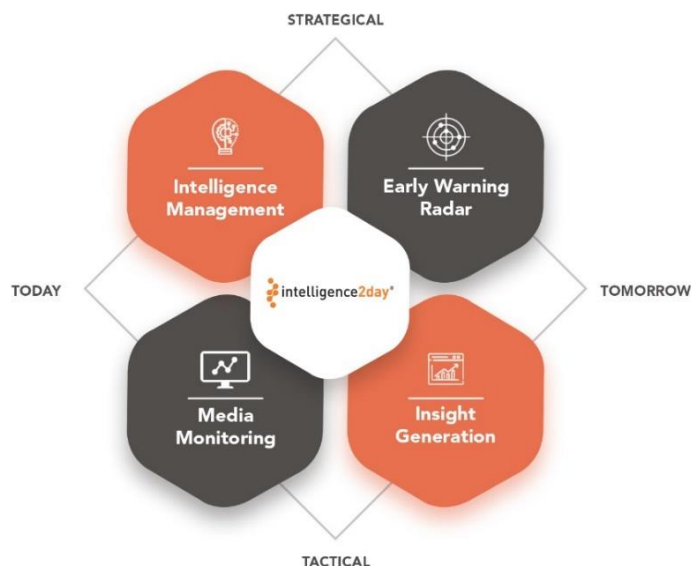 STRATEGICAL
Intelligence
Management
Early Warning
Radar
TODAY
intelligence2day®
TOMORROW
Media
Monitoring
Insight
Generation
TACTICAL